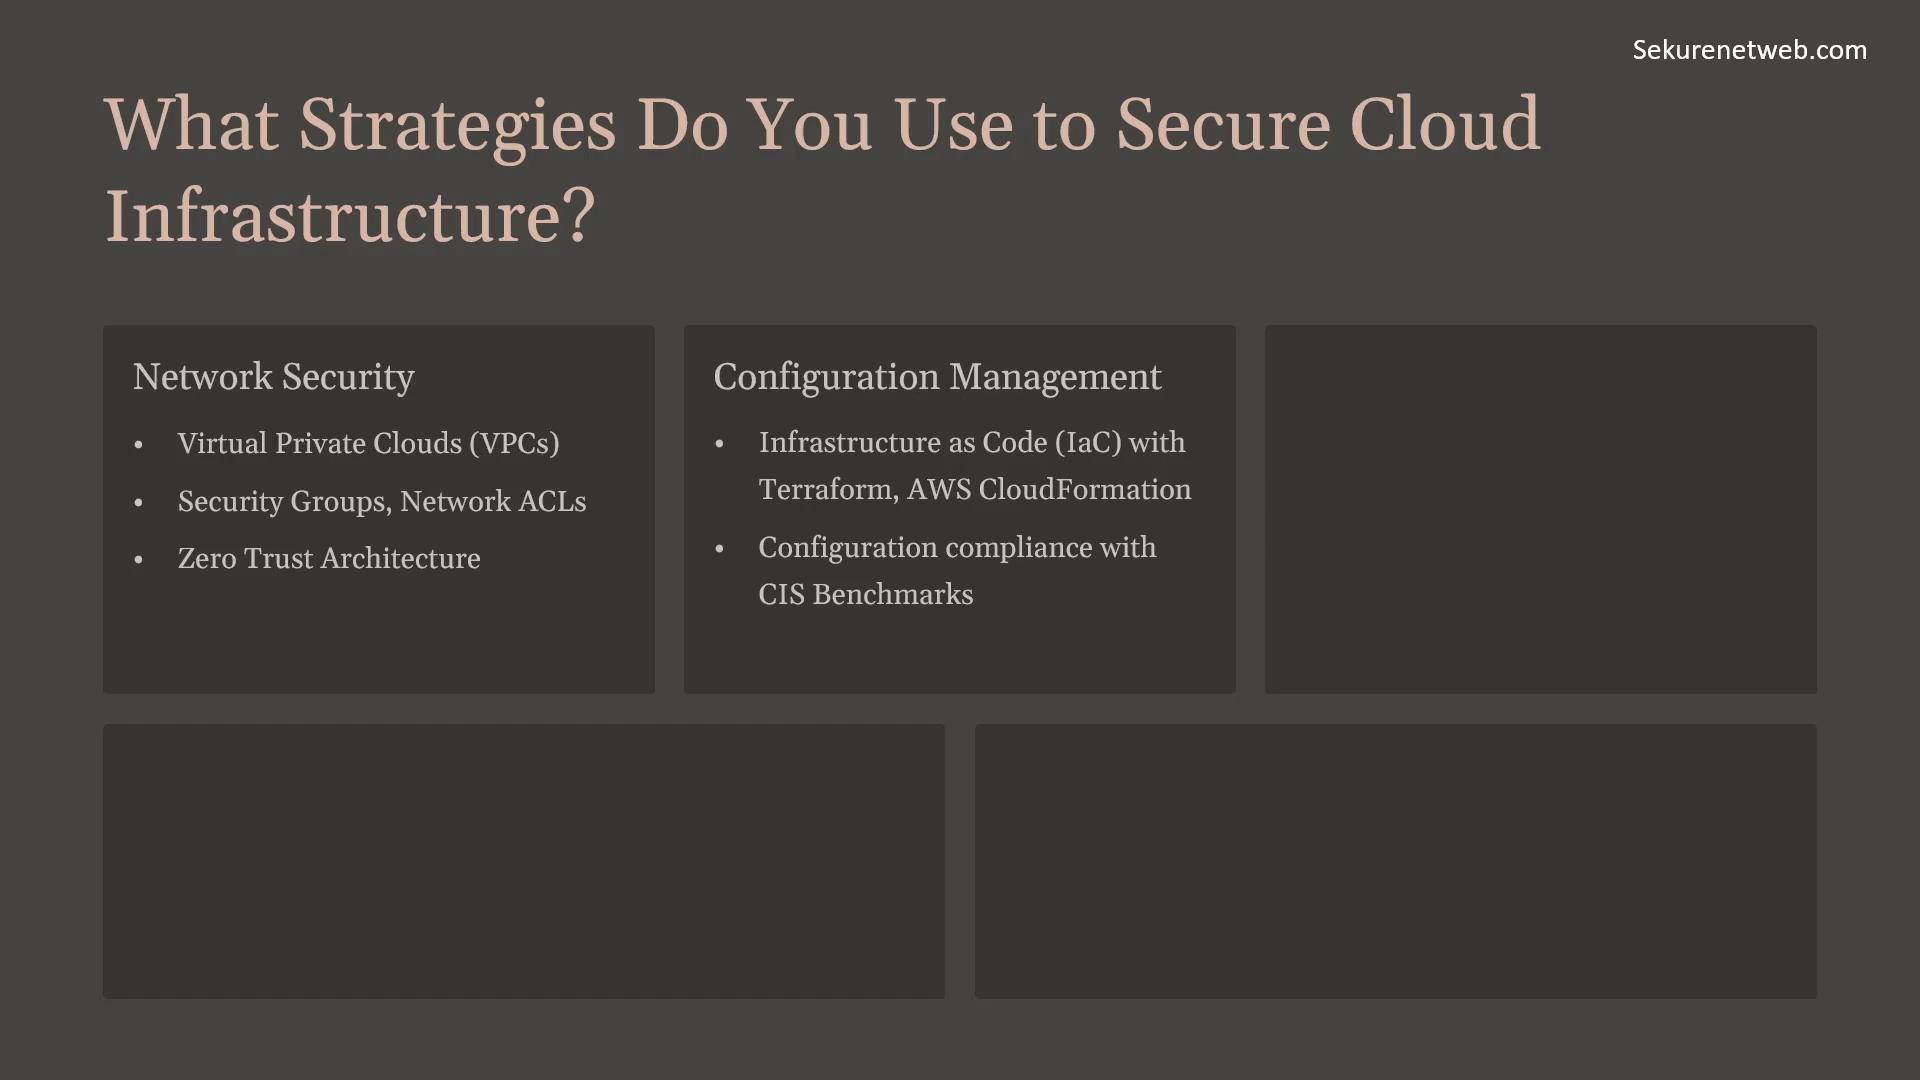 Sekurenetweb.com
What Strategies Do You Use to Secure Cloud
Infrastructure?
Network Security
• Virtual Private Clouds (VPCs)
• Security Groups, Network ACLs
• Zero Trust Architecture
Configuration Management
• Infrastructure as Code (IaC) with
Terraform, AWS CloudFormation
• Configuration compliance with
CIS Benchmarks